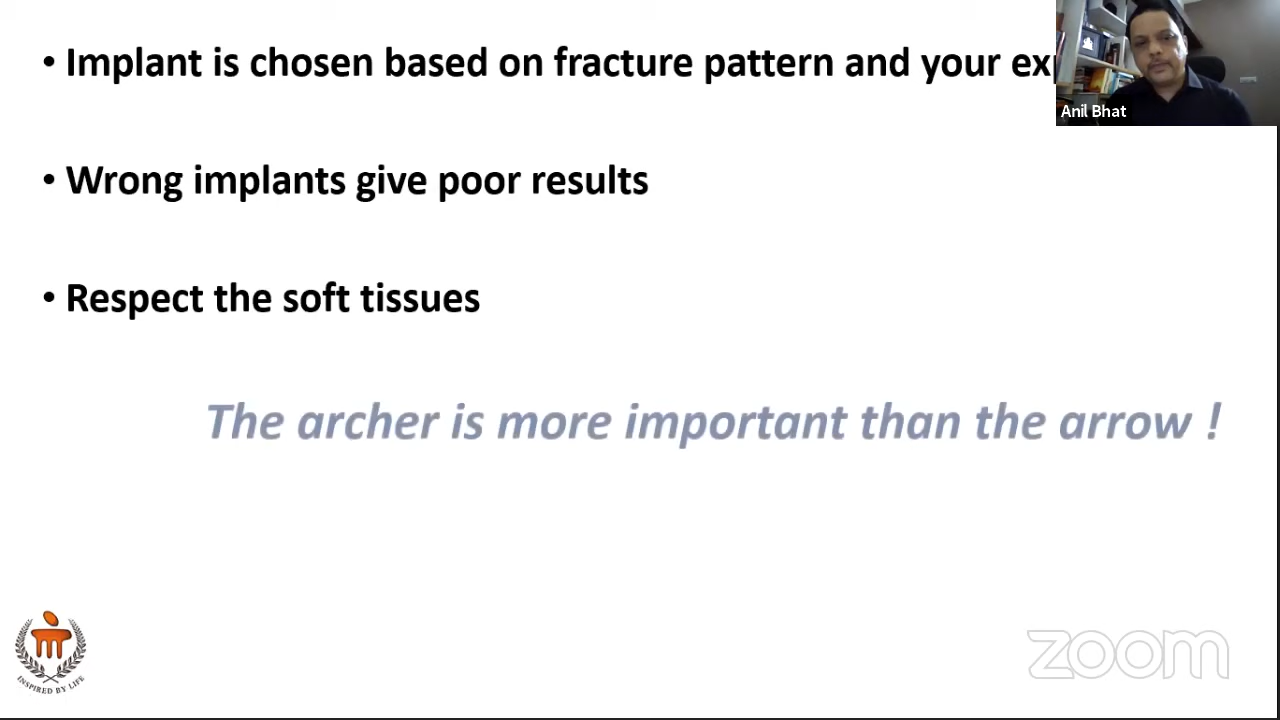 • Implant is chosen based on fracture pattern and your
Anil Bhat
• Wrong implants give poor results
• Respect the soft tissues
The archer is more important than the arrow !
INSPIRED BY LIFE
zoom